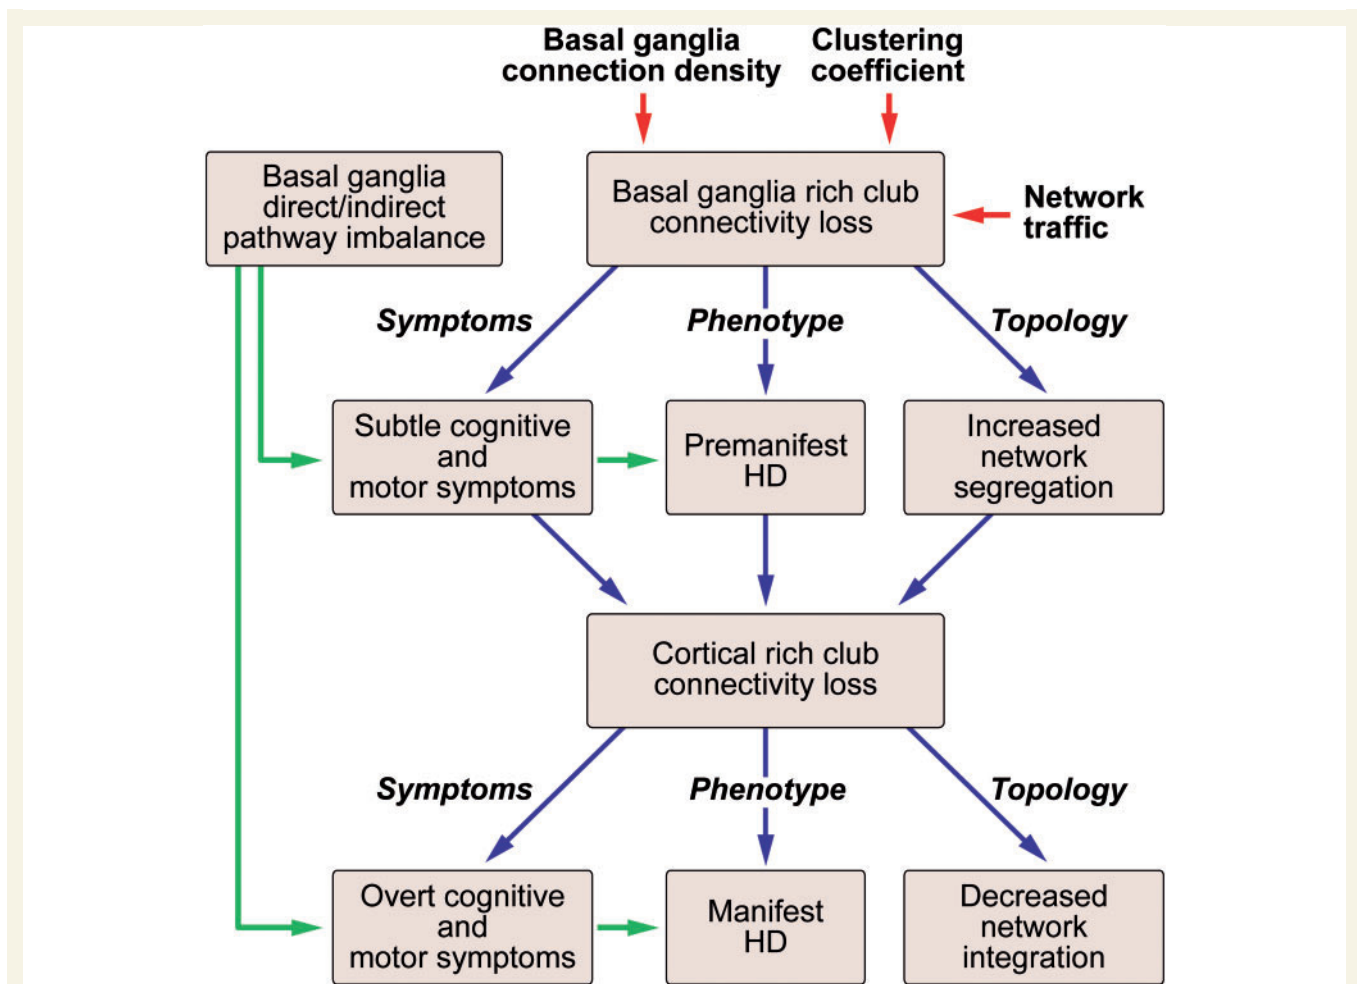 Basal ganglia
connection density
Clustering
coefficient
Basal ganglia
direct/indirect
pathway imbalance
Basal ganglia rich club
connectivity loss
Network
traffic
Symptoms
Phenotype
Topology
Subtle cognitive
and
motor symptoms
Premanifest
HD
Increased
network
segregation
Cortical rich club
connectivity loss
Symptoms
Phenotype
Topology
Overt cognitive
and
motor symptoms
Manifest
HD
Decreased
network
integration